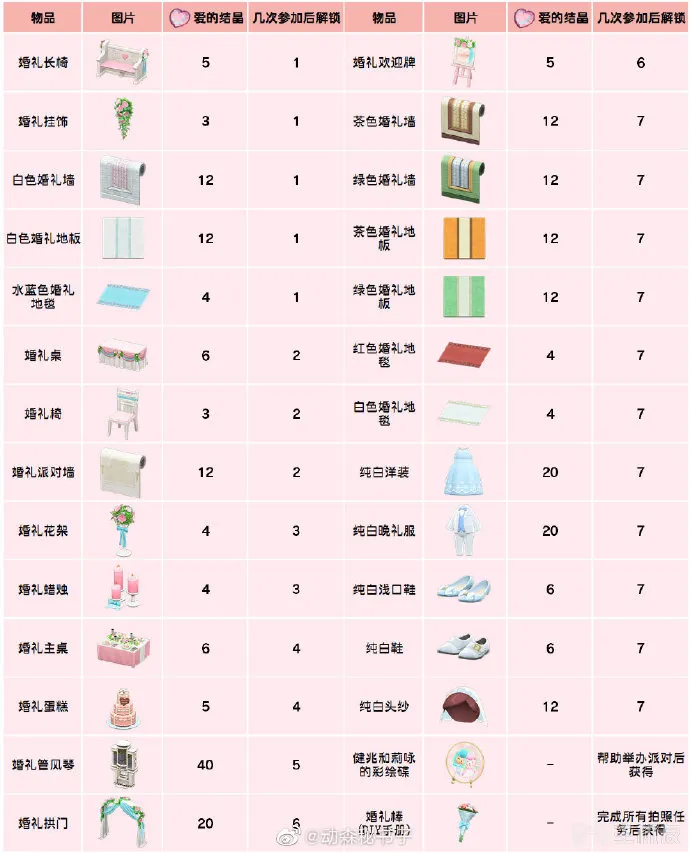 物品 图片 爱的结晶 几次参加后解锁 物品 图片 爱的结晶 几次参加后解锁
婚礼长椅 5 1 婚礼欢迎牌 5 6
婚礼挂饰 3 1 茶色婚礼墙 12 7
白色婚礼墙 12 1 绿色婚礼墙 12 7
白色婚礼地板 12 1 茶色婚礼地
板 12 7
水蓝色婚礼
地毯 4 1 绿色婚礼地
板 12 7
婚礼桌 6 2 红色婚礼地
毯 4 7
婚礼椅 3 2 白色婚礼地
毯 4 7
婚礼派对墙 12 2 纯白洋装 20 7
婚礼花架 4 3 纯白晚礼服 20 7
婚礼蜡烛 4 3 纯白浅口鞋 6 7
婚礼主桌 6 4 纯白鞋 6 7
婚礼蛋糕 5 4 纯白头纱 12 7
婚礼管风琴 40 5 健兆和莉咏
的彩绘碟 - 帮助举办派对后
获得
婚礼拱门 20 6 婚礼棒
(DIY手册) - 完成所有拍照任
务后获得
@动森秘书子